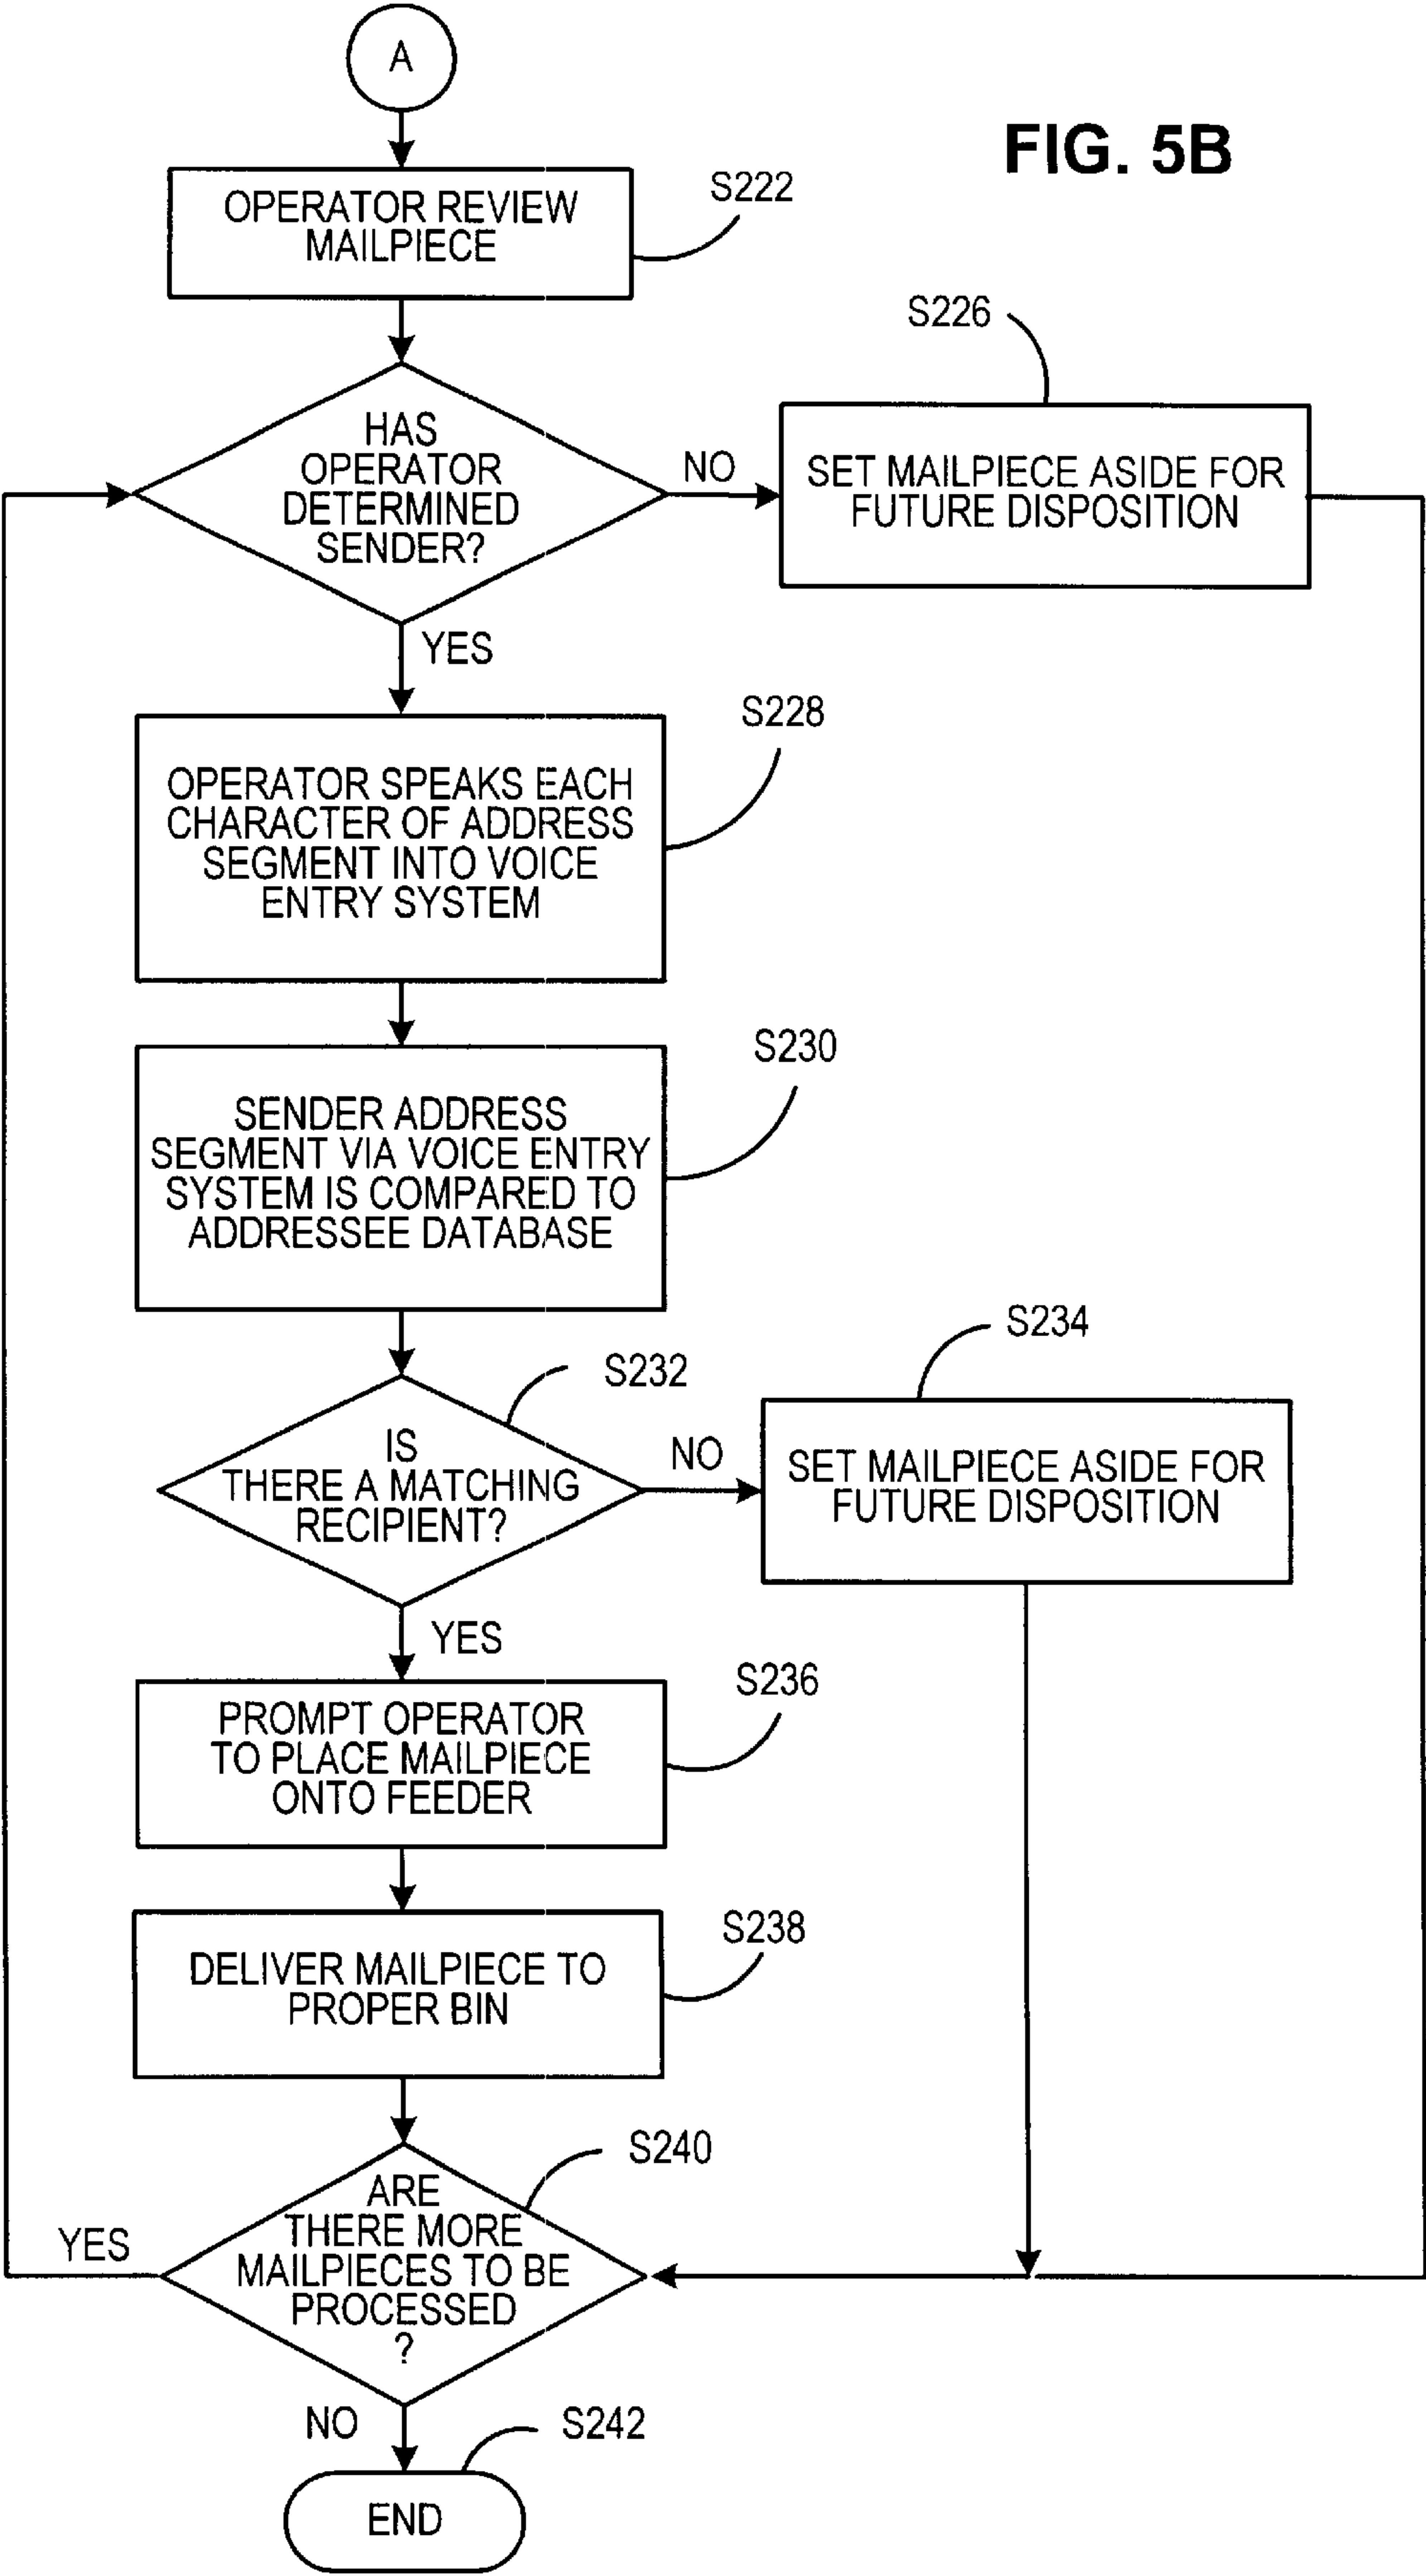 A
FIG. 5B
S222
OPERATOR REVIEW
MAILPIECE
S226
HAS
OPERATOR
DETERMINED
SENDER?
NO
SET MAILPIECE ASIDE FOR
FUTURE DISPOSITION
YES
S228
OPERATOR SPEAKS EACH
CHARACTER OF ADDRESS
SEGMENT INTO VOICE
ENTRY SYSTEM
S230
SENDER ADDRESS
SEGMENT VIA VOICE ENTRY
SYSTEM IS COMPARED TO
ADDRESSEE DATABASE
S234
S232
IS
THERE A MATCHING
RECIPIENT?
NO
SET MAILPIECE ASIDE FOR
FUTURE DISPOSITION
YES
S236
PROMPT OPERATOR
TO PLACE MAILPIECE
ONTO FEEDER
S238
DELIVER MAILPIECE TO
PROPER BIN
S240
ARE
THERE MORE
MAILPIECES TO BE
PROCESSED
?
YES
NO
S242
END